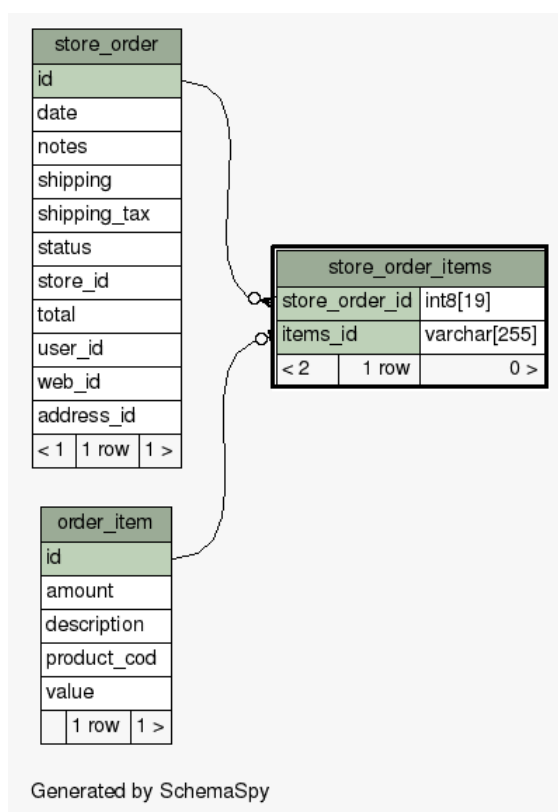 store_order
id
date
notes
shipping
shipping_tax
status
store_id
total
user_id
web_id
address_id
< 1 1 row 1 >
store_order_items
store_order_id int8[19]
items_id varchar[255]
< 2 1 row 0 >
order_item
id
amount
description
product_cod
value
1 row 1 >
Generated by SchemaSpy